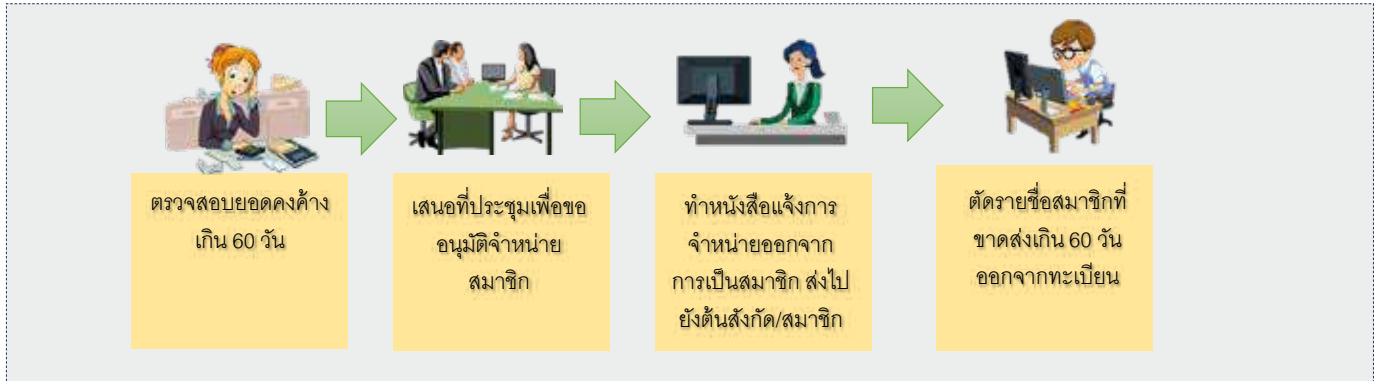 ตรวจสอบยอดคงค้าง
เกิน 60 วัน
เสนอที่ประชุมเพื่อขอ
อนุมัติจำหน่าย
สมาชิก
ทำหนังสือแจ้งการ
จำหน่ายออกจาก
การเป็นสมาชิก ส่งไป
ยังต้นสังกัด/สมาชิก
ตัดรายชื่อสมาชิกที่
ขาดส่งเกิน 60 วัน
ออกจากทะเบียน